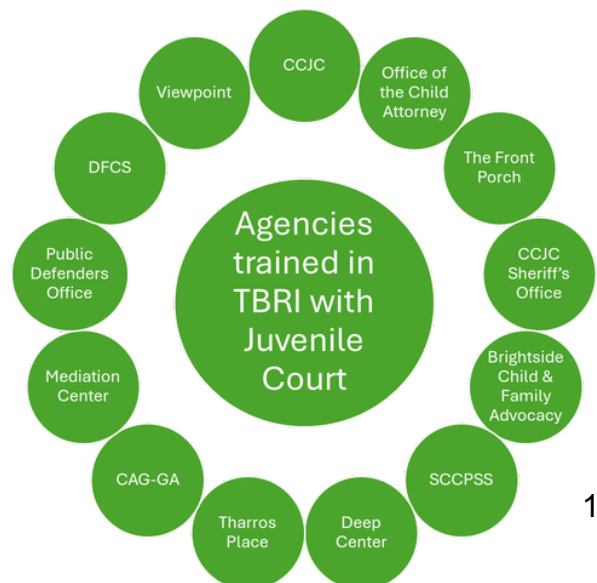 Agencies
trained in
TBRI with
Juvenile
Court
CCJC
Office of
the Child
Attorney
The Front
Porch
CCJC
Sheriff's
Office
Brightside
Child &
Family
Advocacy
SCCPSS
Deep
Center
Tharros
Place
CAG-GA
Mediation
Center
Public
Defenders
Office
DFCS
Viewpoint
1